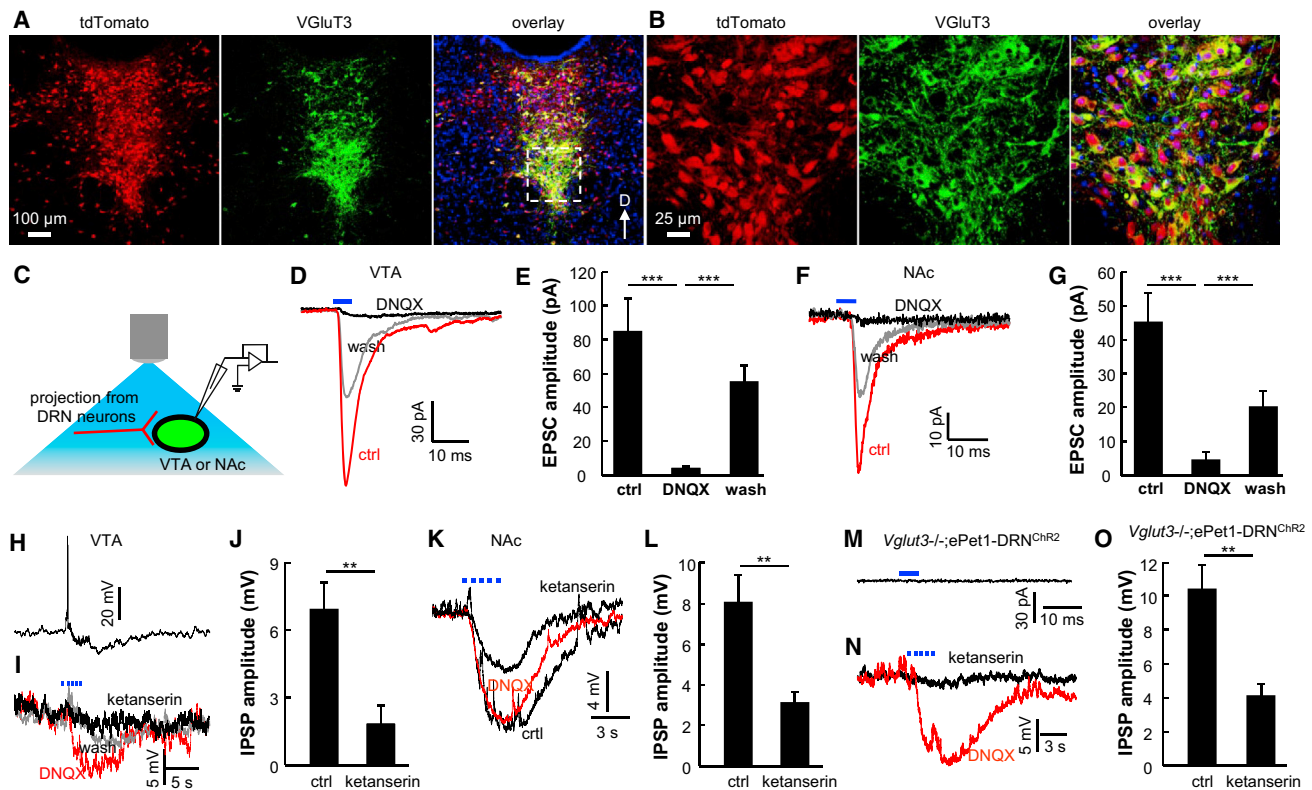 A
tdTomato
VGluT3
overlay
100 µm
D
B
tdTomato
VGluT3
overlay
25 µm
C
projection from
DRN neurons
VTA or NAc
D
VTA
DNQX
wash
ctrl
30 pA
10 ms
E
EPSC amplitude (pA)
120
100
80
60
40
20
0
***
***
ctrl
DNQX
wash
F
NAc
DNQX
wash
ctrl
10 pA
10 ms
G
EPSC amplitude (pA)
60
50
40
30
20
10
0
***
***
ctrl
DNQX
wash
H
VTA
20 mV
I
ketanserin
wash
DNQX
5 mV
5 s
J
IPSP amplitude (mV)
9
6
3
0
**
ctrl
ketanserin
K
NAc
ketanserin
DNQX
crtl
4 mV
3 s
L
IPSP amplitude (mV)
10
8
6
4
2
0
**
ctrl
ketanserin
M
Vglut3-/-;ePet1-DRNChR2
30 pA
10 ms
N
ketanserin
DNQX
5 mV
3 s
O
Vglut3-/-;ePet1-DRNChR2
IPSP amplitude (mV)
12
10
8
6
4
2
0
**
ctrl
ketanserin